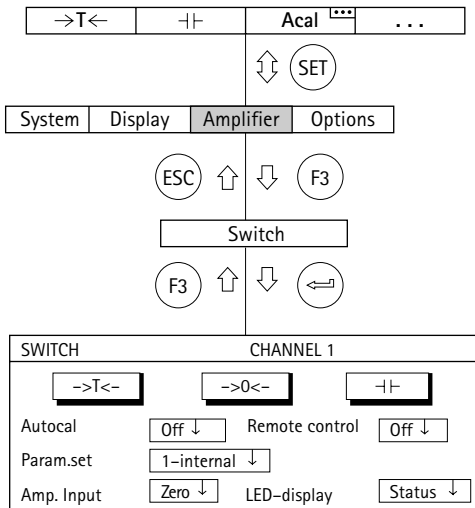 →T← ⊣⊢ Acal ...
SET
System Display Amplifier Options
ESC F3
Switch
F3
SWITCH CHANNEL 1
->T<- ->0<- ⊣⊢
Autocal Off ↓ Remote control Off ↓
Param.set 1-internal ↓
Amp. Input Zero ↓ LED-display Status ↓